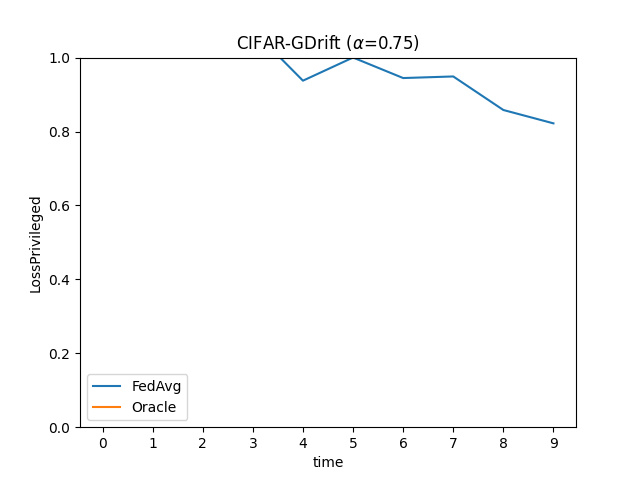 CIFAR-GDrift (α=0.75)
1.0
0.8
0.6
0.4
0.2
0.0
LossPrivileged
FedAvg
Oracle
0 1 2 3 4 5 6 7 8 9
time